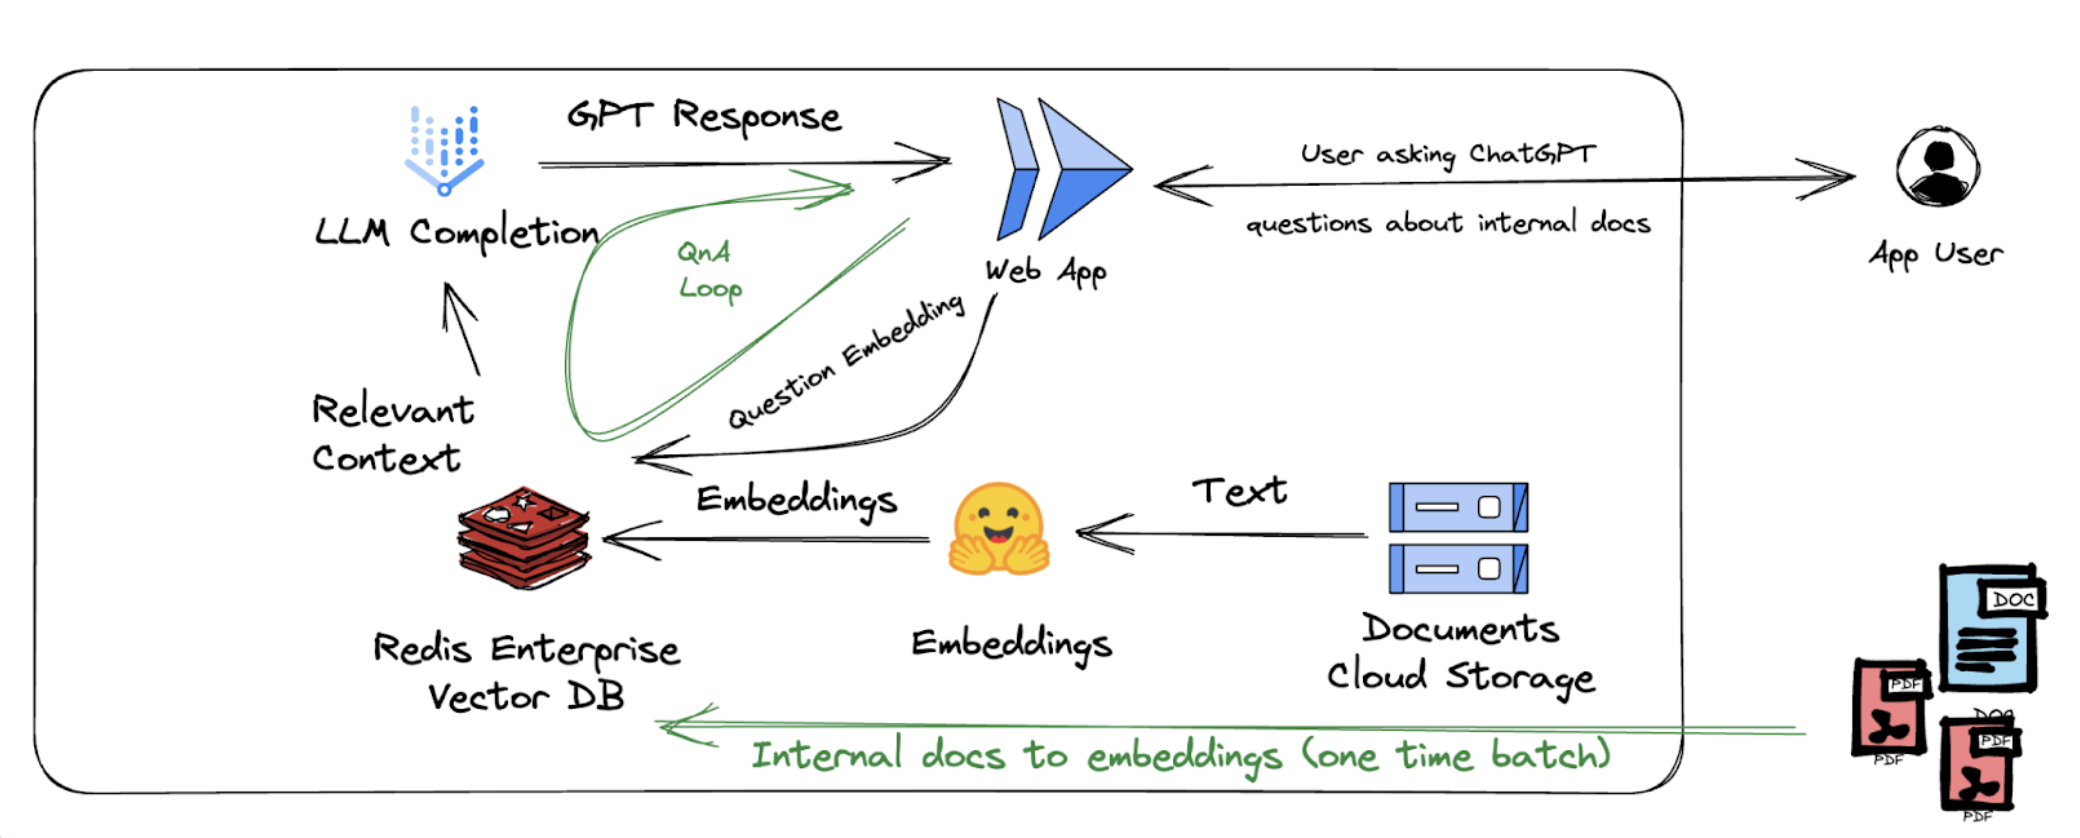 GPT Response
LLM Completion
QnA
Loop
Web App
User asking ChatGPT
questions about internal docs
App User
Question Embedding
Relevant
Context
Embeddings
Text
Redis Enterprise
Vector DB
Embeddings
Documents
Cloud Storage
Internal docs to embeddings (one time batch)
DOC
DOC
PDF
PDF
PDF
PDF